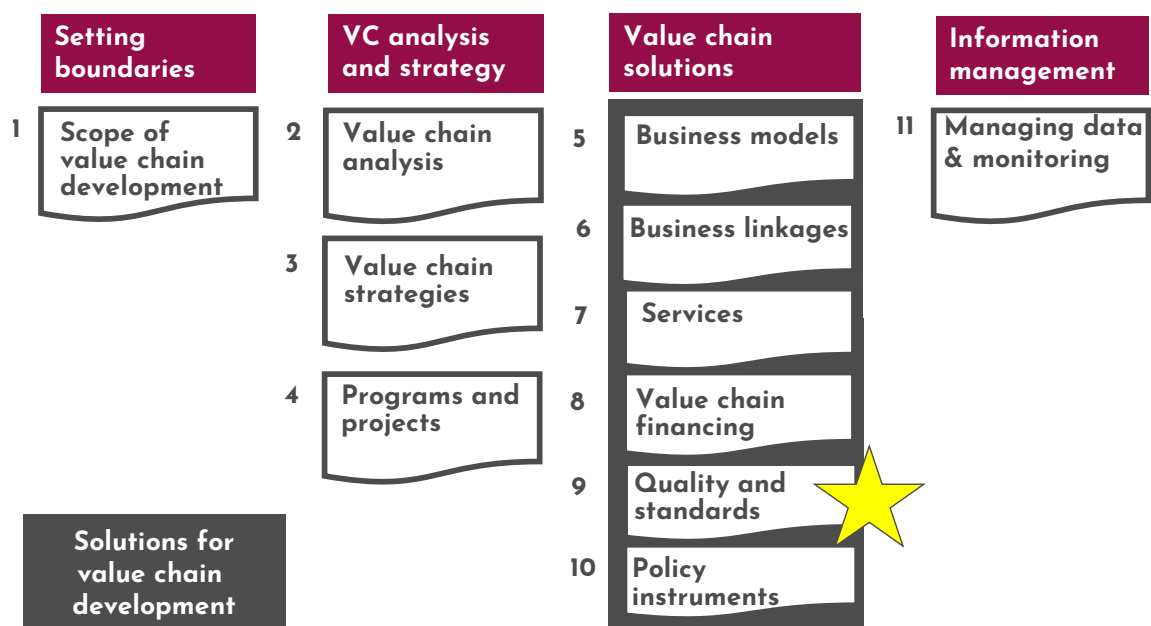 Setting
boundaries
1
Scope of
value chain
development
VC analysis
and strategy
2
Value chain
analysis
3
Value chain
strategies
4
Programs and
projects
Value chain
solutions
5
Business models
6
Business linkages
7
Services
8
Value chain
financing
9
Quality and
standards
10
Policy
instruments
Information
management
11
Managing data
& monitoring
Solutions for
value chain
development